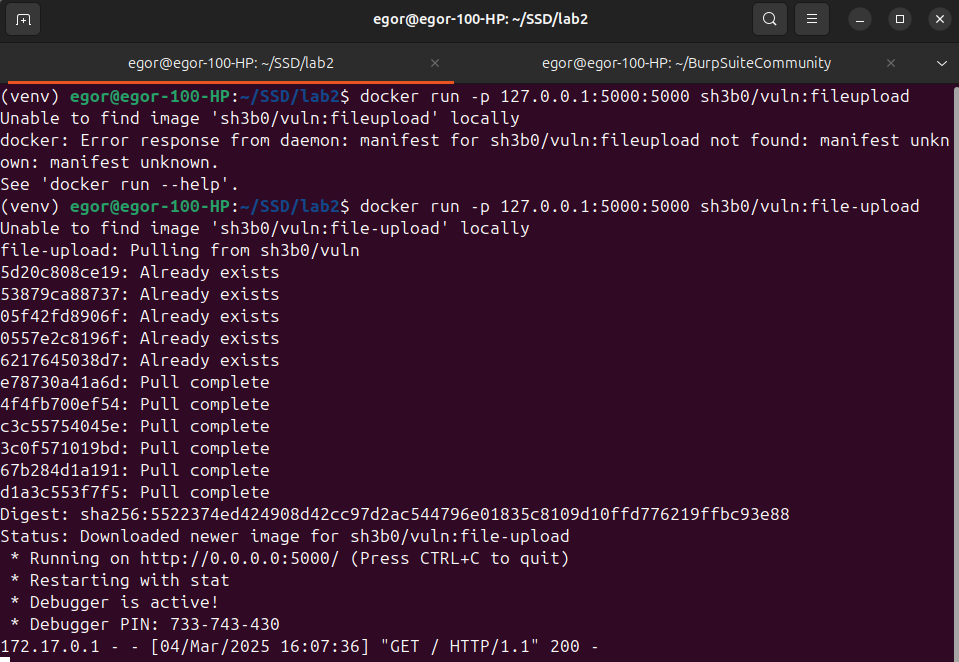 egor@egor-100-HP: ~/SSD/lab2
egor@egor-100-HP: ~/SSD/lab2
egor@egor-100-HP: ~/BurpSuiteCommunity
(venv) egor@egor-100-HP:~/SSD/lab2$ docker run -p 127.0.0.1:5000:5000 sh3b0/vuln:fileupload
Unable to find image 'sh3b0/vuln:fileupload' locally
docker: Error response from daemon: manifest for sh3b0/vuln:fileupload not found: manifest unkn
own: manifest unknown.
See 'docker run --help'.
(venv) egor@egor-100-HP:~/SSD/lab2$ docker run -p 127.0.0.1:5000:5000 sh3b0/vuln:file-upload
Unable to find image 'sh3b0/vuln:file-upload' locally
file-upload: Pulling from sh3b0/vuln
5d20c808ce19: Already exists
53879ca88737: Already exists
05f42fd8906f: Already exists
0557e2c8196f: Already exists
6217645038d7: Already exists
e78730a41a6d: Pull complete
4f4fb700ef54: Pull complete
c3c55754045e: Pull complete
3c0f571019bd: Pull complete
67b284d1a191: Pull complete
d1a3c553f7f5: Pull complete
Digest: sha256:5522374ed424908d42cc97d2ac544796e01835c8109d10ffd776219ffbc93e88
Status: Downloaded newer image for sh3b0/vuln:file-upload
 * Running on http://0.0.0.0:5000/ (Press CTRL+C to quit)
 * Restarting with stat
 * Debugger is active!
 * Debugger PIN: 733-743-430
172.17.0.1 - - [04/Mar/2025 16:07:36] "GET / HTTP/1.1" 200 -